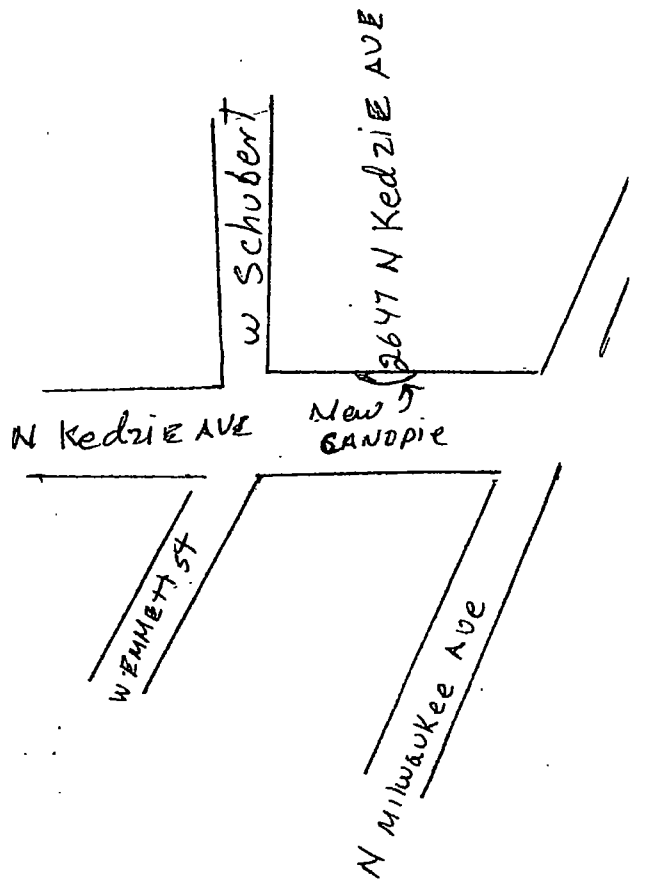 W Schubert
2647 N Kedzie AVE
N Kedzie AVE
New
CANOPIE
W EMMETT ST
N Milwaukee AVE